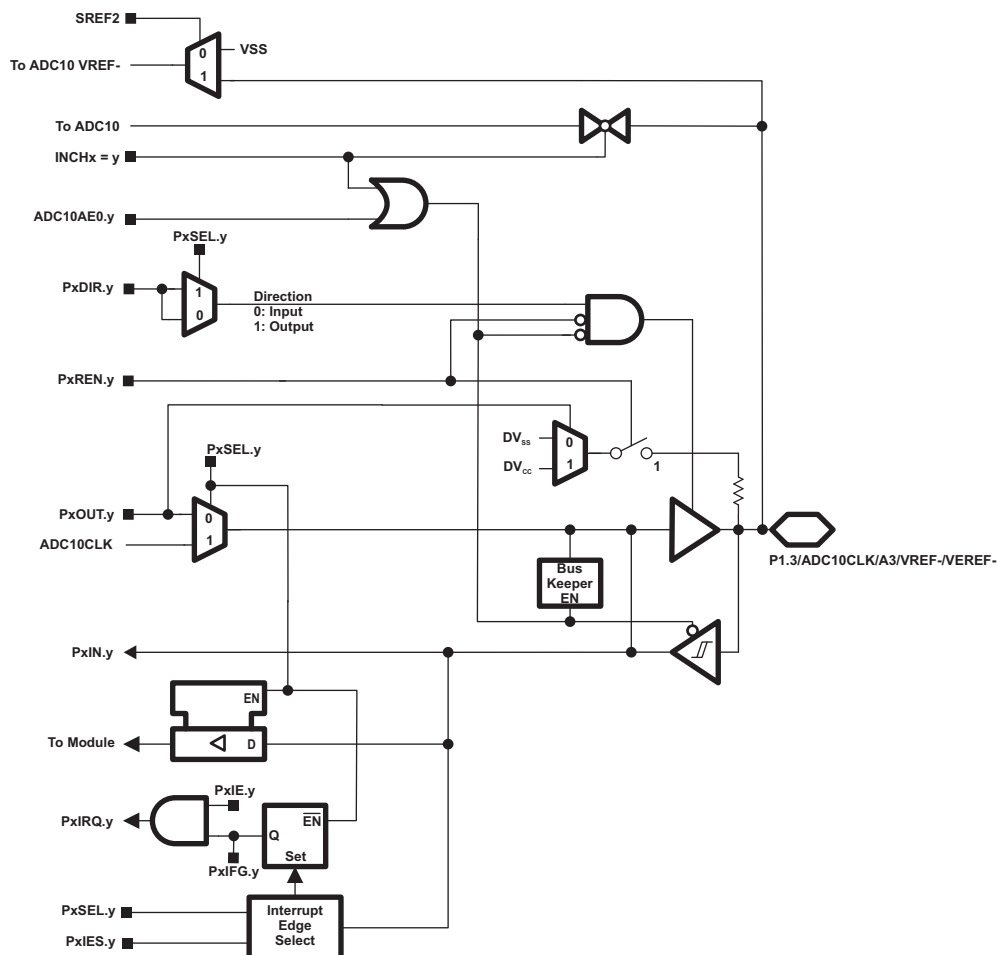 SREF2
0
VSS
To ADC10 VREF-
1
To ADC10
INCHx = y
ADC10AE0.y
PxSEL.y
PxDIR.y
1
0
Direction
0: Input
1: Output
PxREN.y
DVss
0
DVcc
1
1
PxSEL.y
PxOUT.y
0
ADC10CLK
1
P1.3/ADC10CLK/A3/VREF-/VEREF-
Bus
Keeper
EN
PxIN.y
EN
To Module
D
PxIE.y
PxIRQ.y
EN
Q
Set
PxIFG.y
PxSEL.y
PxIES.y
Interrupt
Edge
Select